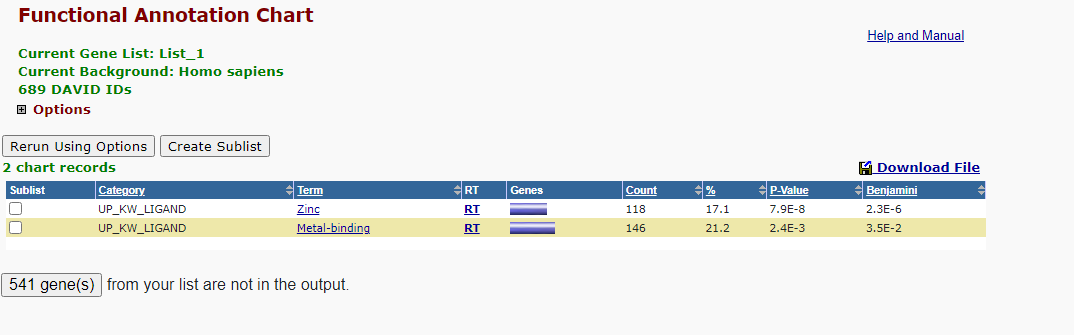 Functional Annotation Chart
Help and Manual
Current Gene List: List_1
Current Background: Homo sapiens
689 DAVID IDs
Options
Rerun Using Options Create Sublist
2 chart records Download File
Sublist Category Term RT Genes Count % P-Value Benjamini
UP_KW_LIGAND Zinc RT 118 17.1 7.9E-8 2.3E-6
UP_KW_LIGAND Metal-binding RT 146 21.2 2.4E-3 3.5E-2
541 gene(s) from your list are not in the output.